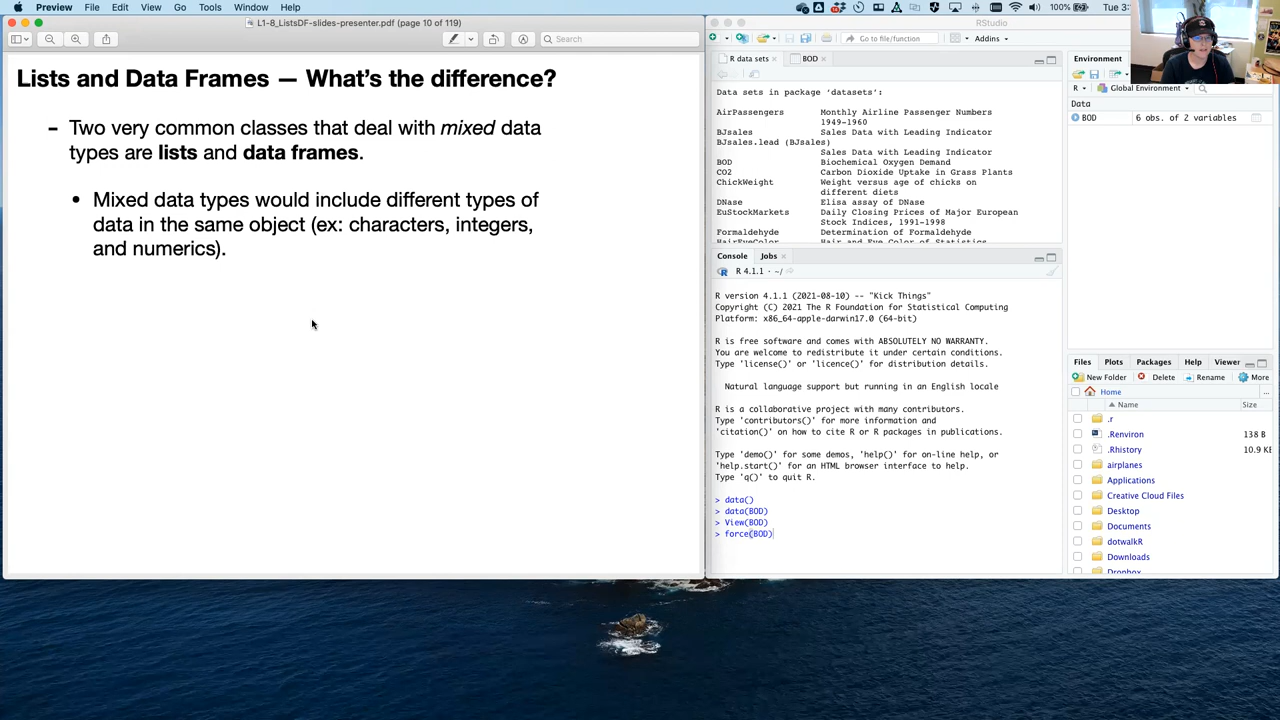 Preview File Edit View Go Tools Window Help
100%
Tue 3:
L1-8_ListsDF-slides-presenter.pdf (page 10 of 119)
Search
Lists and Data Frames — What's the difference?
- Two very common classes that deal with mixed data
types are lists and data frames.
• Mixed data types would include different types of
data in the same object (ex: characters, integers,
and numerics).
RStudio
Go to file/function
Addins
R data sets
BOD
Data sets in package 'datasets':
AirPassengers Monthly Airline Passenger Numbers
1949-1960
BJsales Sales Data with Leading Indicator
BJsales.lead (BJsales)
Sales Data with Leading Indicator
BOD Biochemical Oxygen Demand
CO2 Carbon Dioxide Uptake in Grass Plants
ChickWeight Weight versus age of chicks on
different diets
DNase Elisa assay of DNase
EuStockMarkets Daily Closing Prices of Major European
Stock Indices, 1991-1998
Formaldehyde Determination of Formaldehyde
HairEyeColor Hair and Eye Color of Statistics
Console Jobs
R 4.1.1 · ~/
R version 4.1.1 (2021-08-10) -- "Kick Things"
Copyright (C) 2021 The R Foundation for Statistical Computing
Platform: x86_64-apple-darwin17.0 (64-bit)
R is free software and comes with ABSOLUTELY NO WARRANTY.
You are welcome to redistribute it under certain conditions.
Type 'license()' or 'licence()' for distribution details.
Natural language support but running in an English locale
R is a collaborative project with many contributors.
Type 'contributors()' for more information and
'citation()' on how to cite R or R packages in publications.
Type 'demo()' for some demos, 'help()' for on-line help, or
'help.start()' for an HTML browser interface to help.
Type 'q()' to quit R.
> data()
> data(BOD)
> View(BOD)
> force(BOD)
Environment
R Global Environment
Data
BOD 6 obs. of 2 variables
Files Plots Packages Help Viewer
New Folder Delete Rename More
Home ...
Name Size
.r
.Renviron 138 B
.Rhistory 10.9 KB
airplanes
Applications
Creative Cloud Files
Desktop
Documents
dotwalkR
Downloads
Dropbox